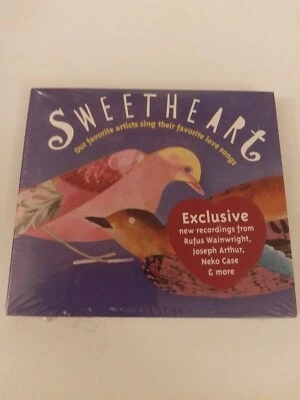 SWEETHEART
Our favorite artists sing their favorite love songs
Exclusive
new recordings from
Rufus Wainwright,
Joseph Arthur,
Neko Case
& more